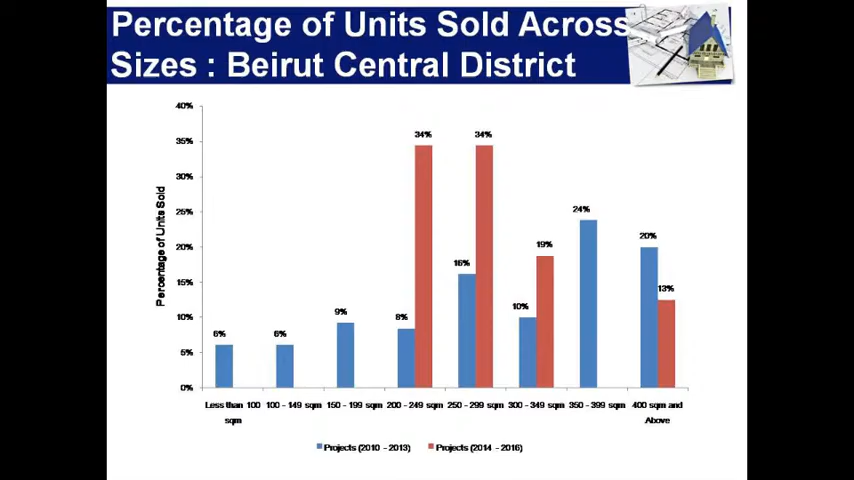 Percentage of Units Sold Across
Sizes : Beirut Central District
40%
35%
30%
25%
20%
15%
10%
5%
0%
Percentage of Units Sold
6%
6%
9%
8%
34%
16%
34%
10%
19%
24%
20%
13%
Less than 100 sqm
100 - 149 sqm
150 - 199 sqm
200 - 249 sqm
250 - 299 sqm
300 - 349 sqm
350 - 399 sqm
400 sqm and Above
Projects (2010 - 2013)
Projects (2014 - 2016)